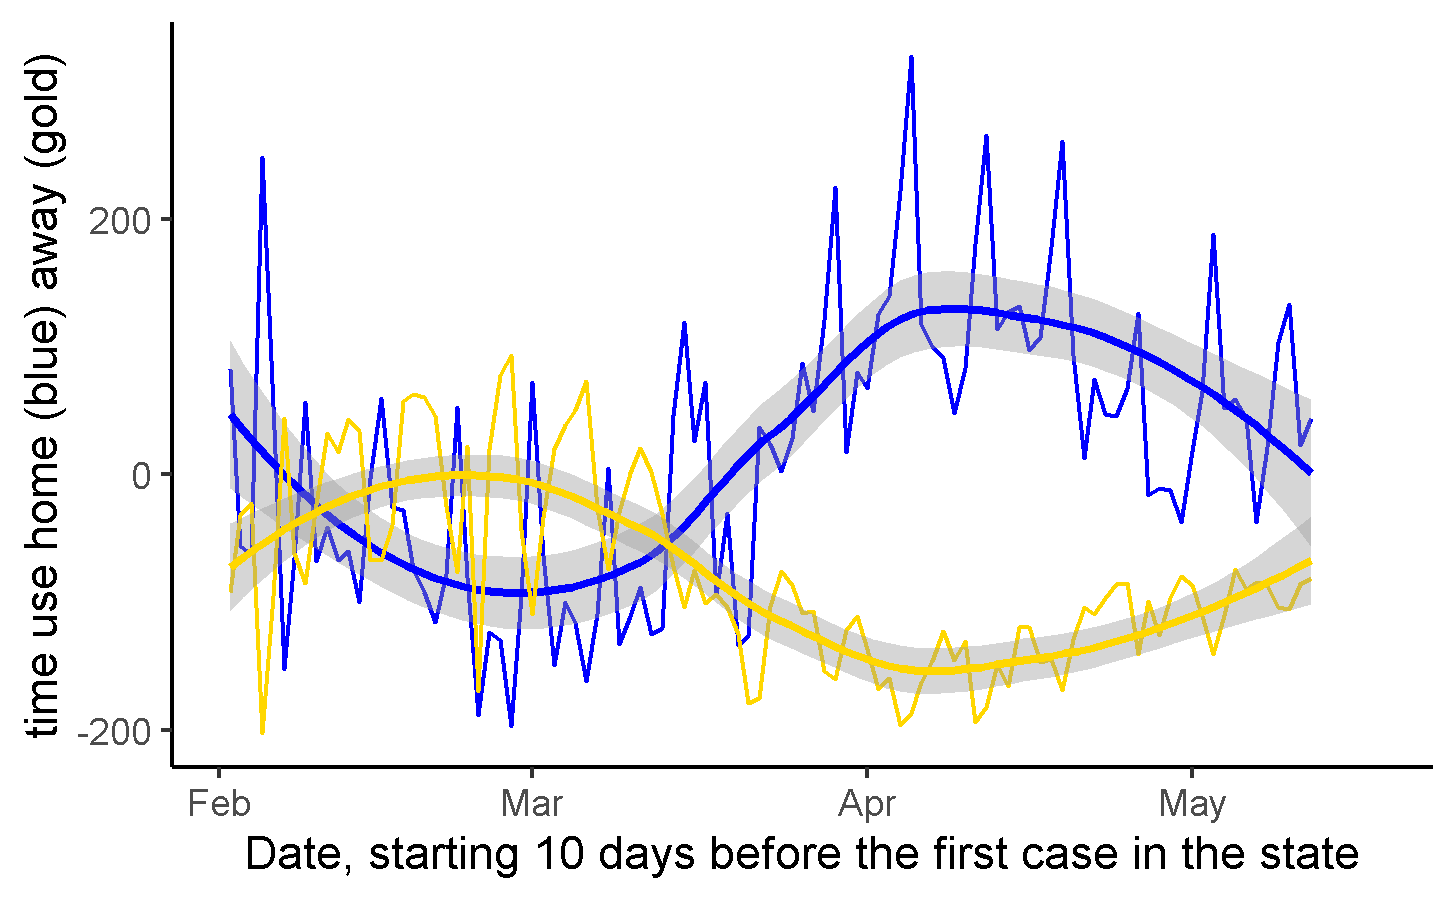 time use home (blue) away (gold)
200
0
-200
Feb
Mar
Apr
May
Date, starting 10 days before the first case in the state